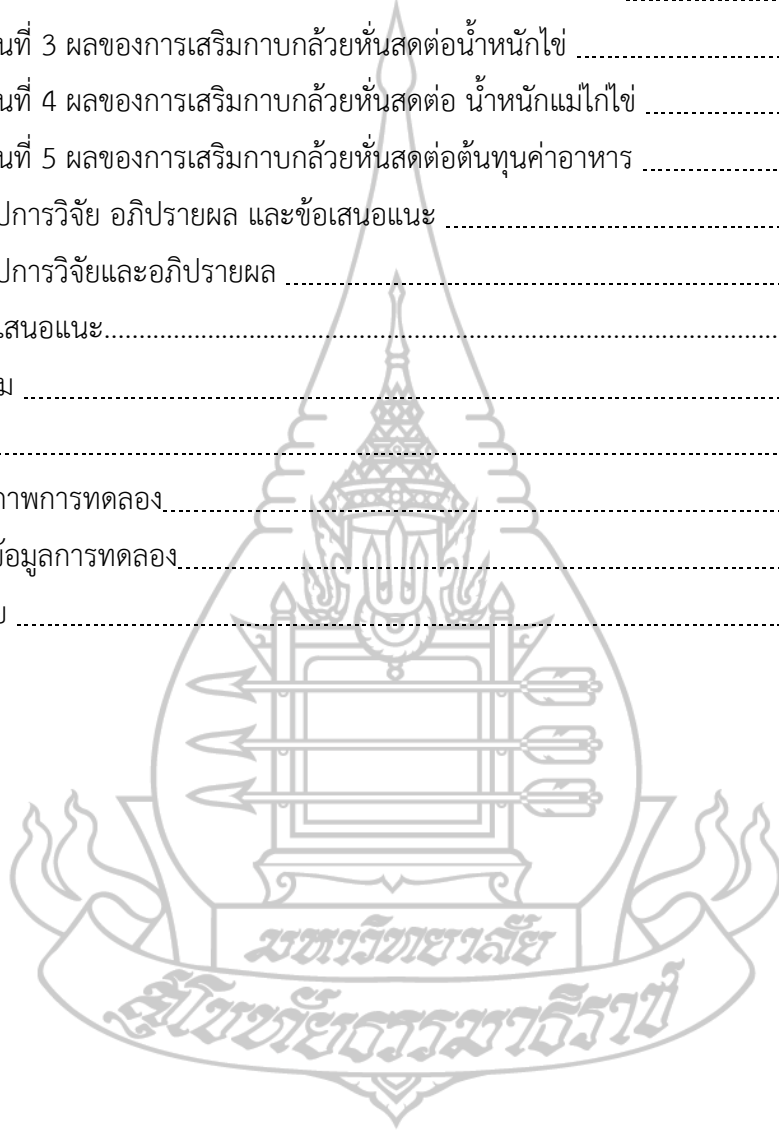 นที่ 3 ผลของการเสริมกาบกล้วยหั่นสดต่อน้ำหนักไข่
นที่ 4 ผลของการเสริมกาบกล้วยหั่นสดต่อ น้ำหนักแม่ไก่ไข่
นที่ 5 ผลของการเสริมกาบกล้วยหั่นสดต่อต้นทุนค่าอาหาร
ปการวิจัย อภิปรายผล และข้อเสนอแนะ
ปการวิจัยและอภิปรายผล
เสนอแนะ
ม
ภาพการทดลอง
ข้อมูลการทดลอง
ย
มหาวิทยาลัย
สุโขทัยธรรมาธิราช